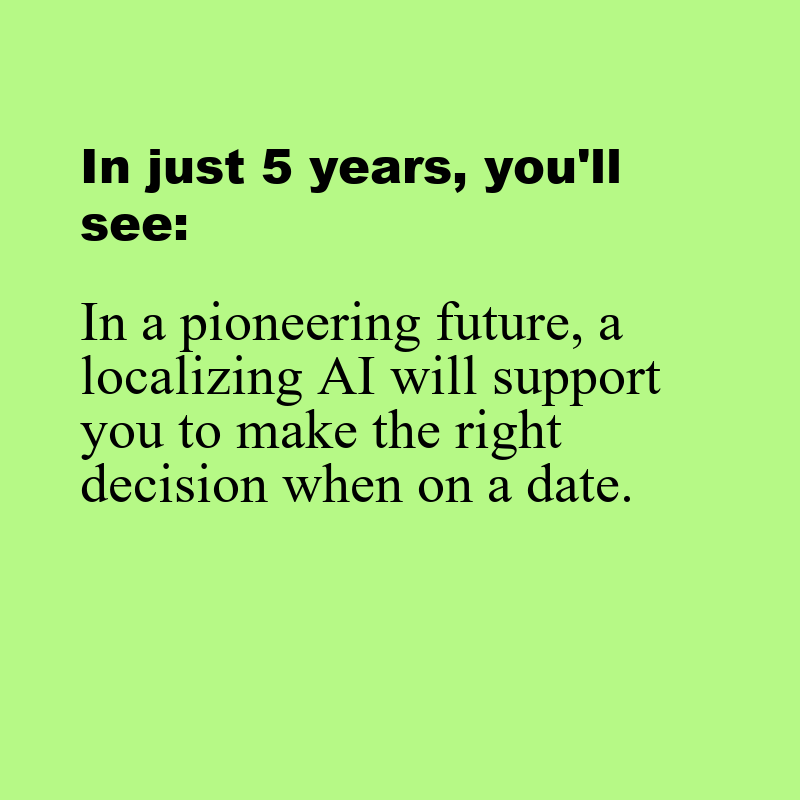 In just 5 years, you'll
see:
In a pioneering future, a
localizing AI will support
you to make the right
decision when on a date.